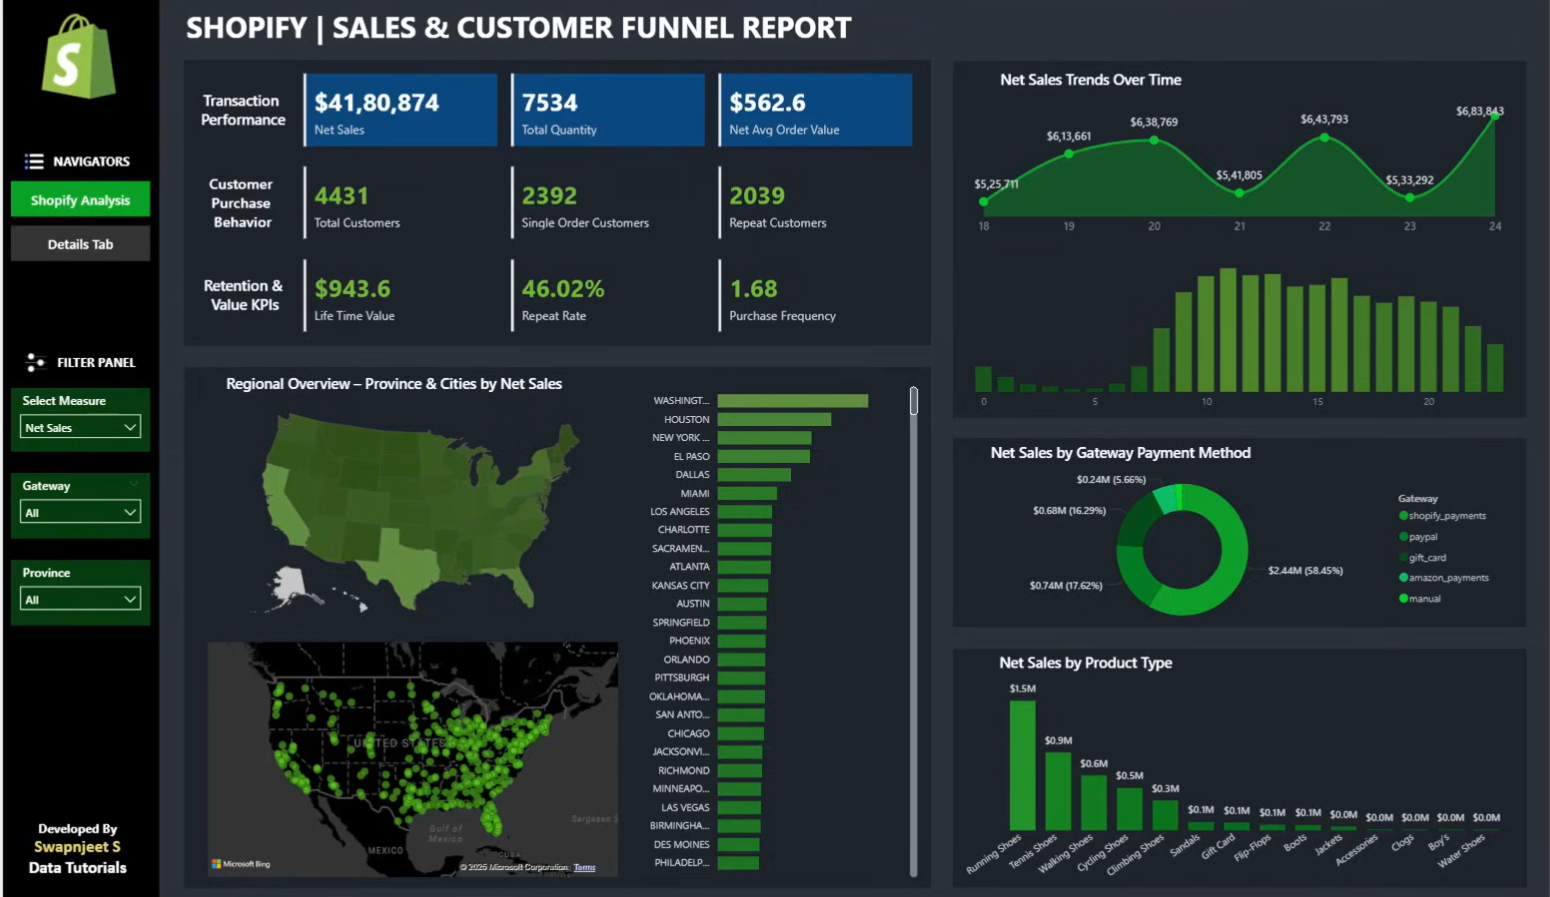 SHOPIFY | SALES & CUSTOMER FUNNEL REPORT
S
NAVIGATORS
Shopify Analysis
Details Tab
FILTER PANEL
Select Measure
Net Sales
Gateway
All
Province
All
Developed By
Swapnjeet S
Data Tutorials
Transaction
Performance
$41,80,874
Net Sales
7534
Total Quantity
$562.6
Net Avg Order Value
Customer
Purchase
Behavior
4431
Total Customers
2392
Single Order Customers
2039
Repeat Customers
Retention &
Value KPIs
$943.6
Life Time Value
46.02%
Repeat Rate
1.68
Purchase Frequency
Regional Overview – Province & Cities by Net Sales
WASHINGT...
HOUSTON
NEW YORK ...
EL PASO
DALLAS
MIAMI
LOS ANGELES
CHARLOTTE
SACRAMEN...
ATLANTA
KANSAS CITY
AUSTIN
SPRINGFIELD
PHOENIX
ORLANDO
PITTSBURGH
OKLAHOMA...
SAN ANTO...
CHICAGO
JACKSONVI...
RICHMOND
MINNEAPO...
LAS VEGAS
BIRMINGHA...
DES MOINES
PHILADELP...
UNITED STATES
MEXICO
Gulf of
Mexico
CUBA
Sargasso S
Microsoft Bing
© 2025 Microsoft Corporation Terms
Net Sales Trends Over Time
$5,25,711
$6,13,661
$6,38,769
$5,41,805
$6,43,793
$5,33,292
$6,83,843
18 19 20 21 22 23 24
0 5 10 15 20
Net Sales by Gateway Payment Method
$0.24M (5.66%)
$0.68M (16.29%)
$0.74M (17.62%)
$2.44M (58.45%)
Gateway
shopify_payments
paypal
gift_card
amazon_payments
manual
Net Sales by Product Type
$1.5M
$0.9M
$0.6M
$0.5M
$0.3M
$0.1M
$0.1M
$0.1M
$0.1M
$0.0M
$0.0M
$0.0M
$0.0M
$0.0M
Running Shoes
Tennis Shoes
Walking Shoes
Cycling Shoes
Climbing Shoes
Sandals
Gift Card
Flip-Flops
Boots
Jackets
Accessories
Clogs
Boy's
Water Shoes